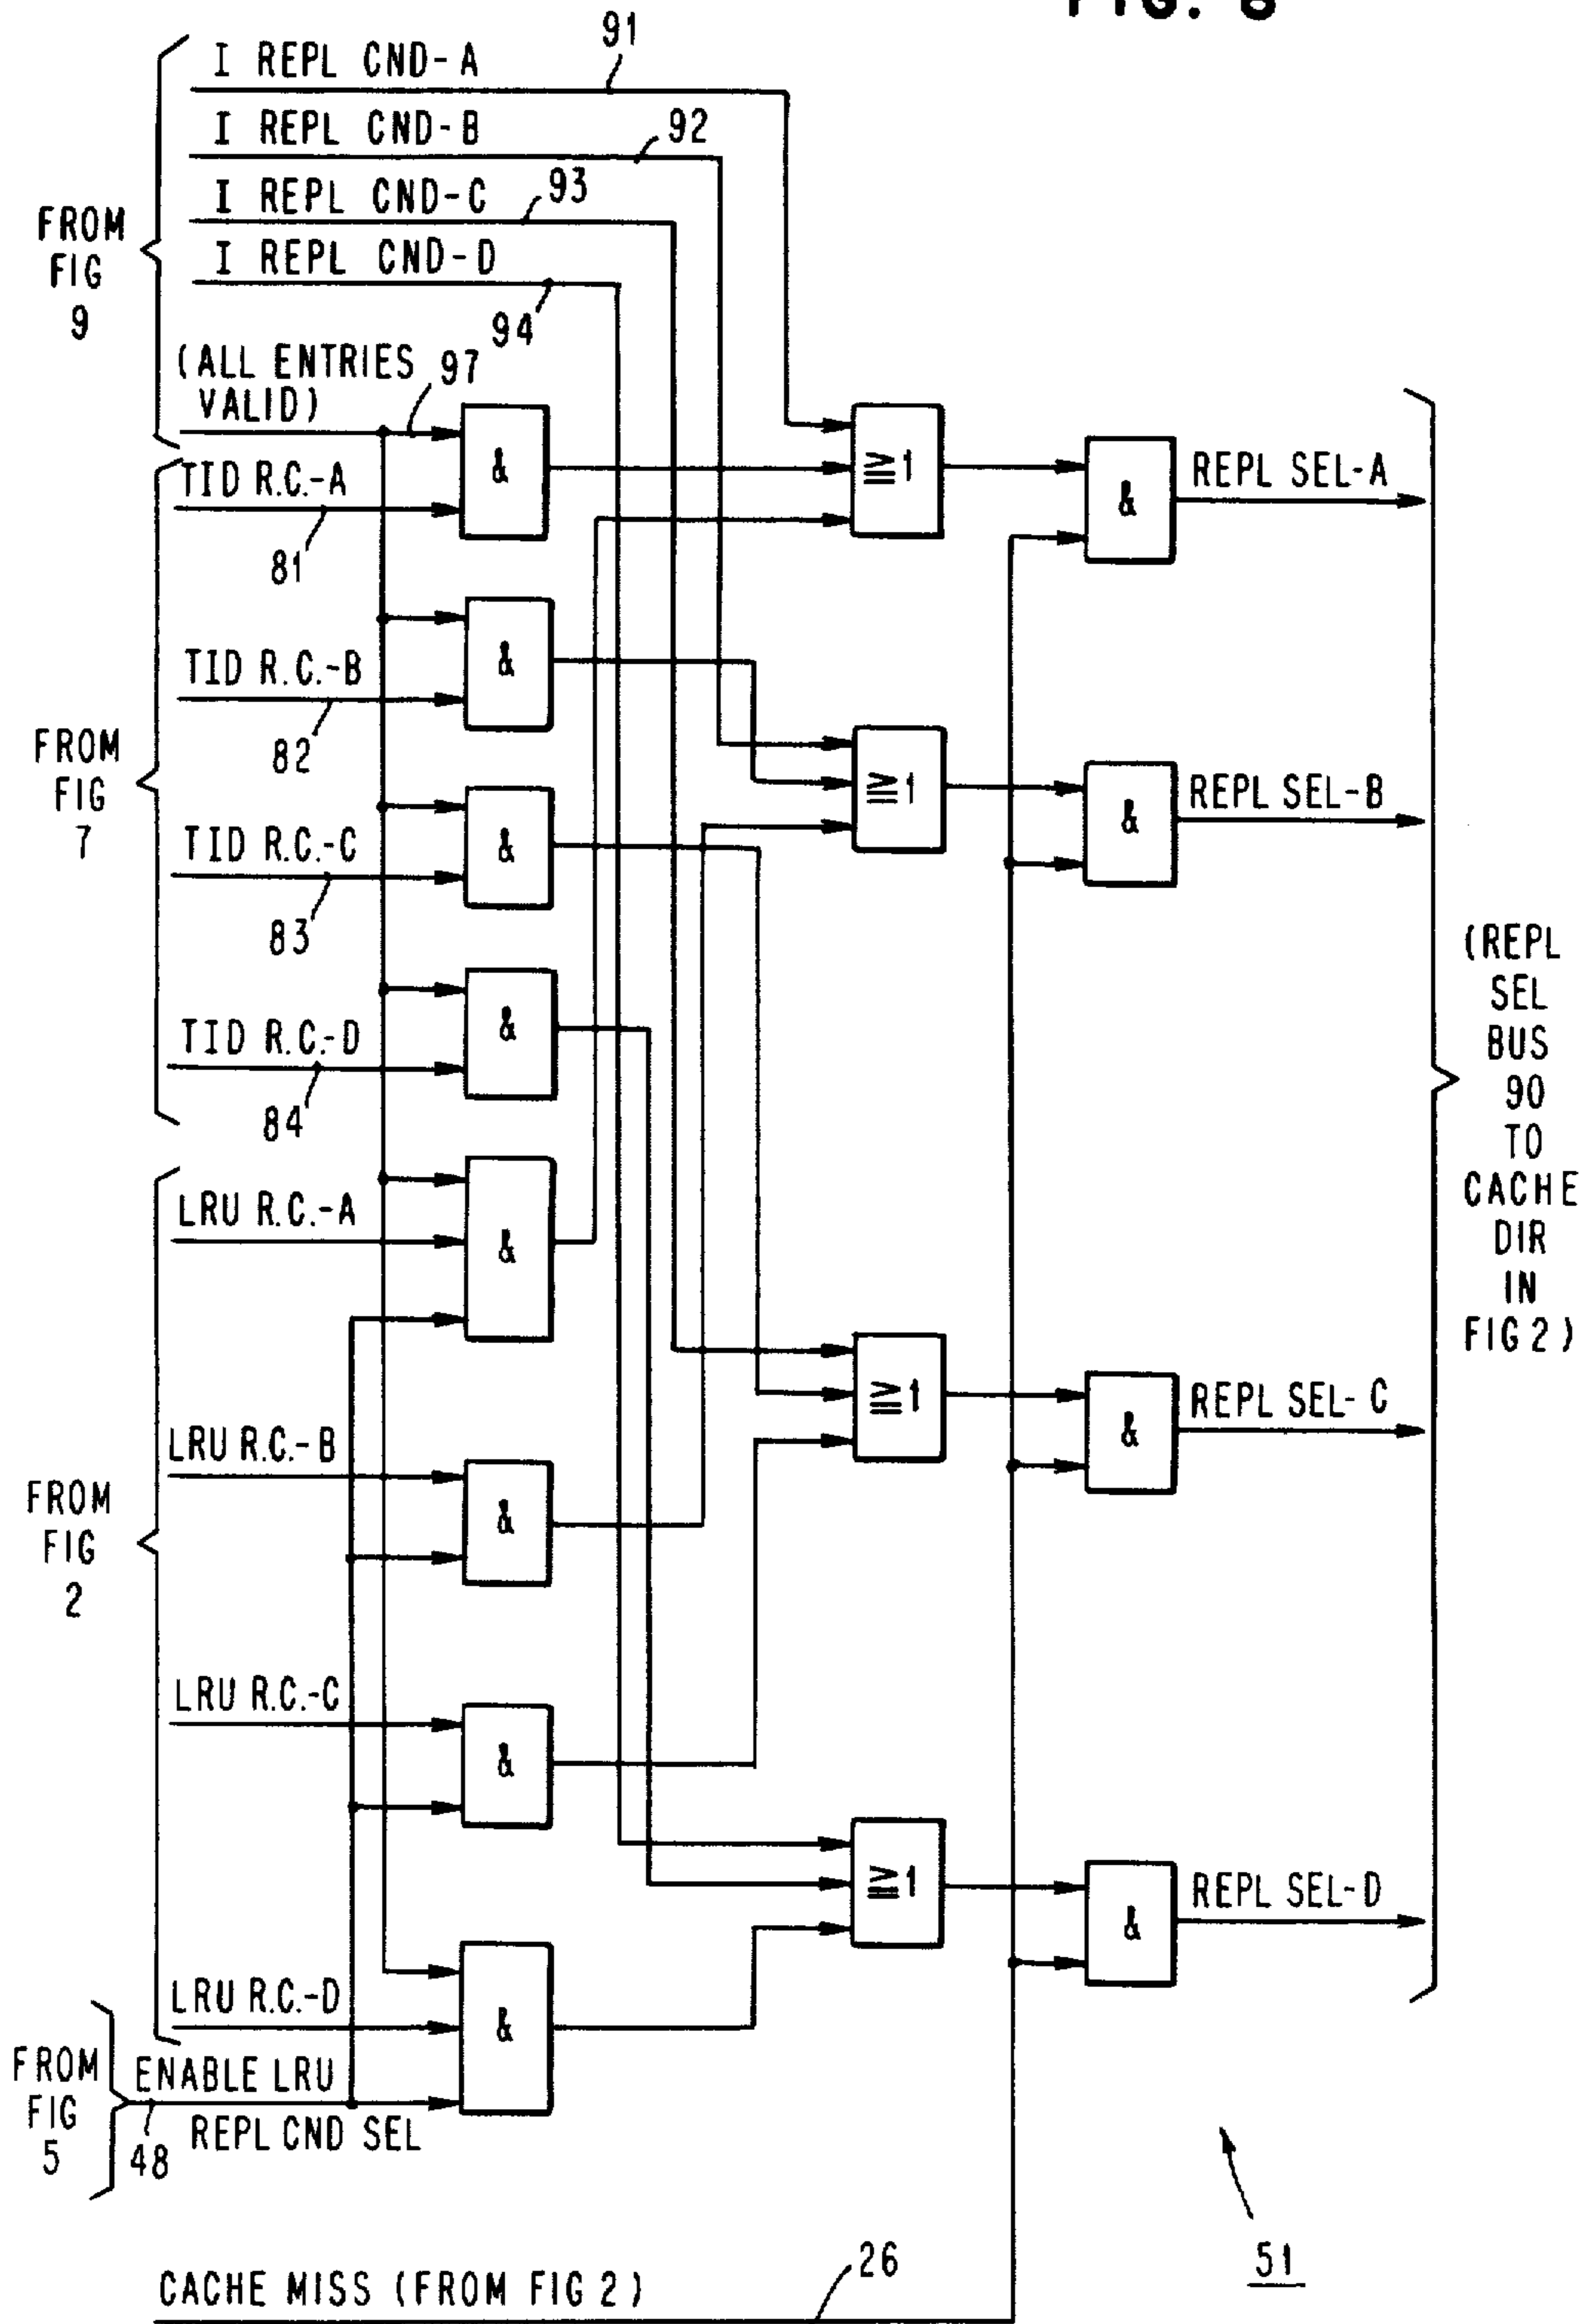 FIG. 8
91
I REPL CND-A
I REPL CND-B
92
I REPL CND-C
93
I REPL CND-D
94
FROM
FIG
9
(ALL ENTRIES
VALID)
97
TID R.C.-A
81
TID R.C.-B
82
TID R.C.-C
83
TID R.C.-D
84
FROM
FIG
7
LRU R.C.-A
LRU R.C.-B
LRU R.C.-C
LRU R.C.-D
FROM
FIG
2
FROM
FIG
5
ENABLE LRU
REPL CND SEL
48
CACHE MISS (FROM FIG 2)
26
&
&
&
&
&
&
&
&
≧1
≧1
≧1
≧1
&
&
&
&
REPL SEL-A
REPL SEL-B
REPL SEL-C
REPL SEL-D
(REPL
SEL
BUS
90
TO
CACHE
DIR
IN
FIG 2)
51